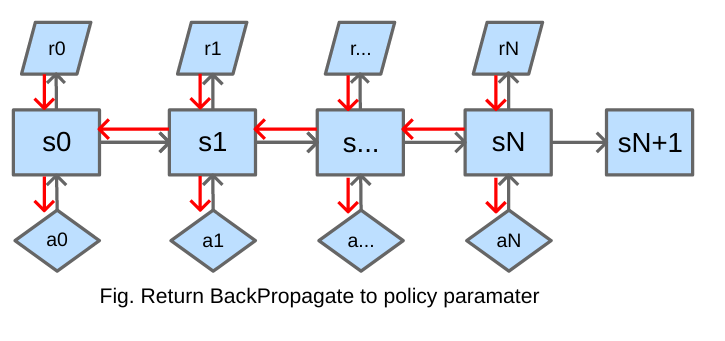 r0 r1 r... rN
s0 s1 s... sN sN+1
a0 a1 a... aN
Fig. Return BackPropagate to policy paramater